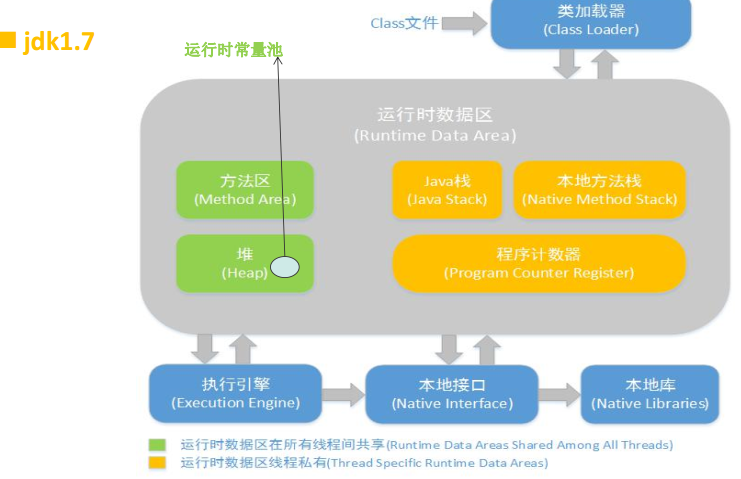 jdk1.7
Class文件
类加载器
(Class Loader)
运行时常量池
运行时数据区
(Runtime Data Area)
方法区
(Method Area)
Java栈
(Java Stack)
本地方法栈
(Native Method Stack)
堆
(Heap)
程序计数器
(Program Counter Register)
执行引擎
(Execution Engine)
本地接口
(Native Interface)
本地库
(Native Libraries)
运行时数据区在所有线程间共享(Runtime Data Areas Shared Among All Threads)
运行时数据区线程私有(Thread Specific Runtime Data Areas)